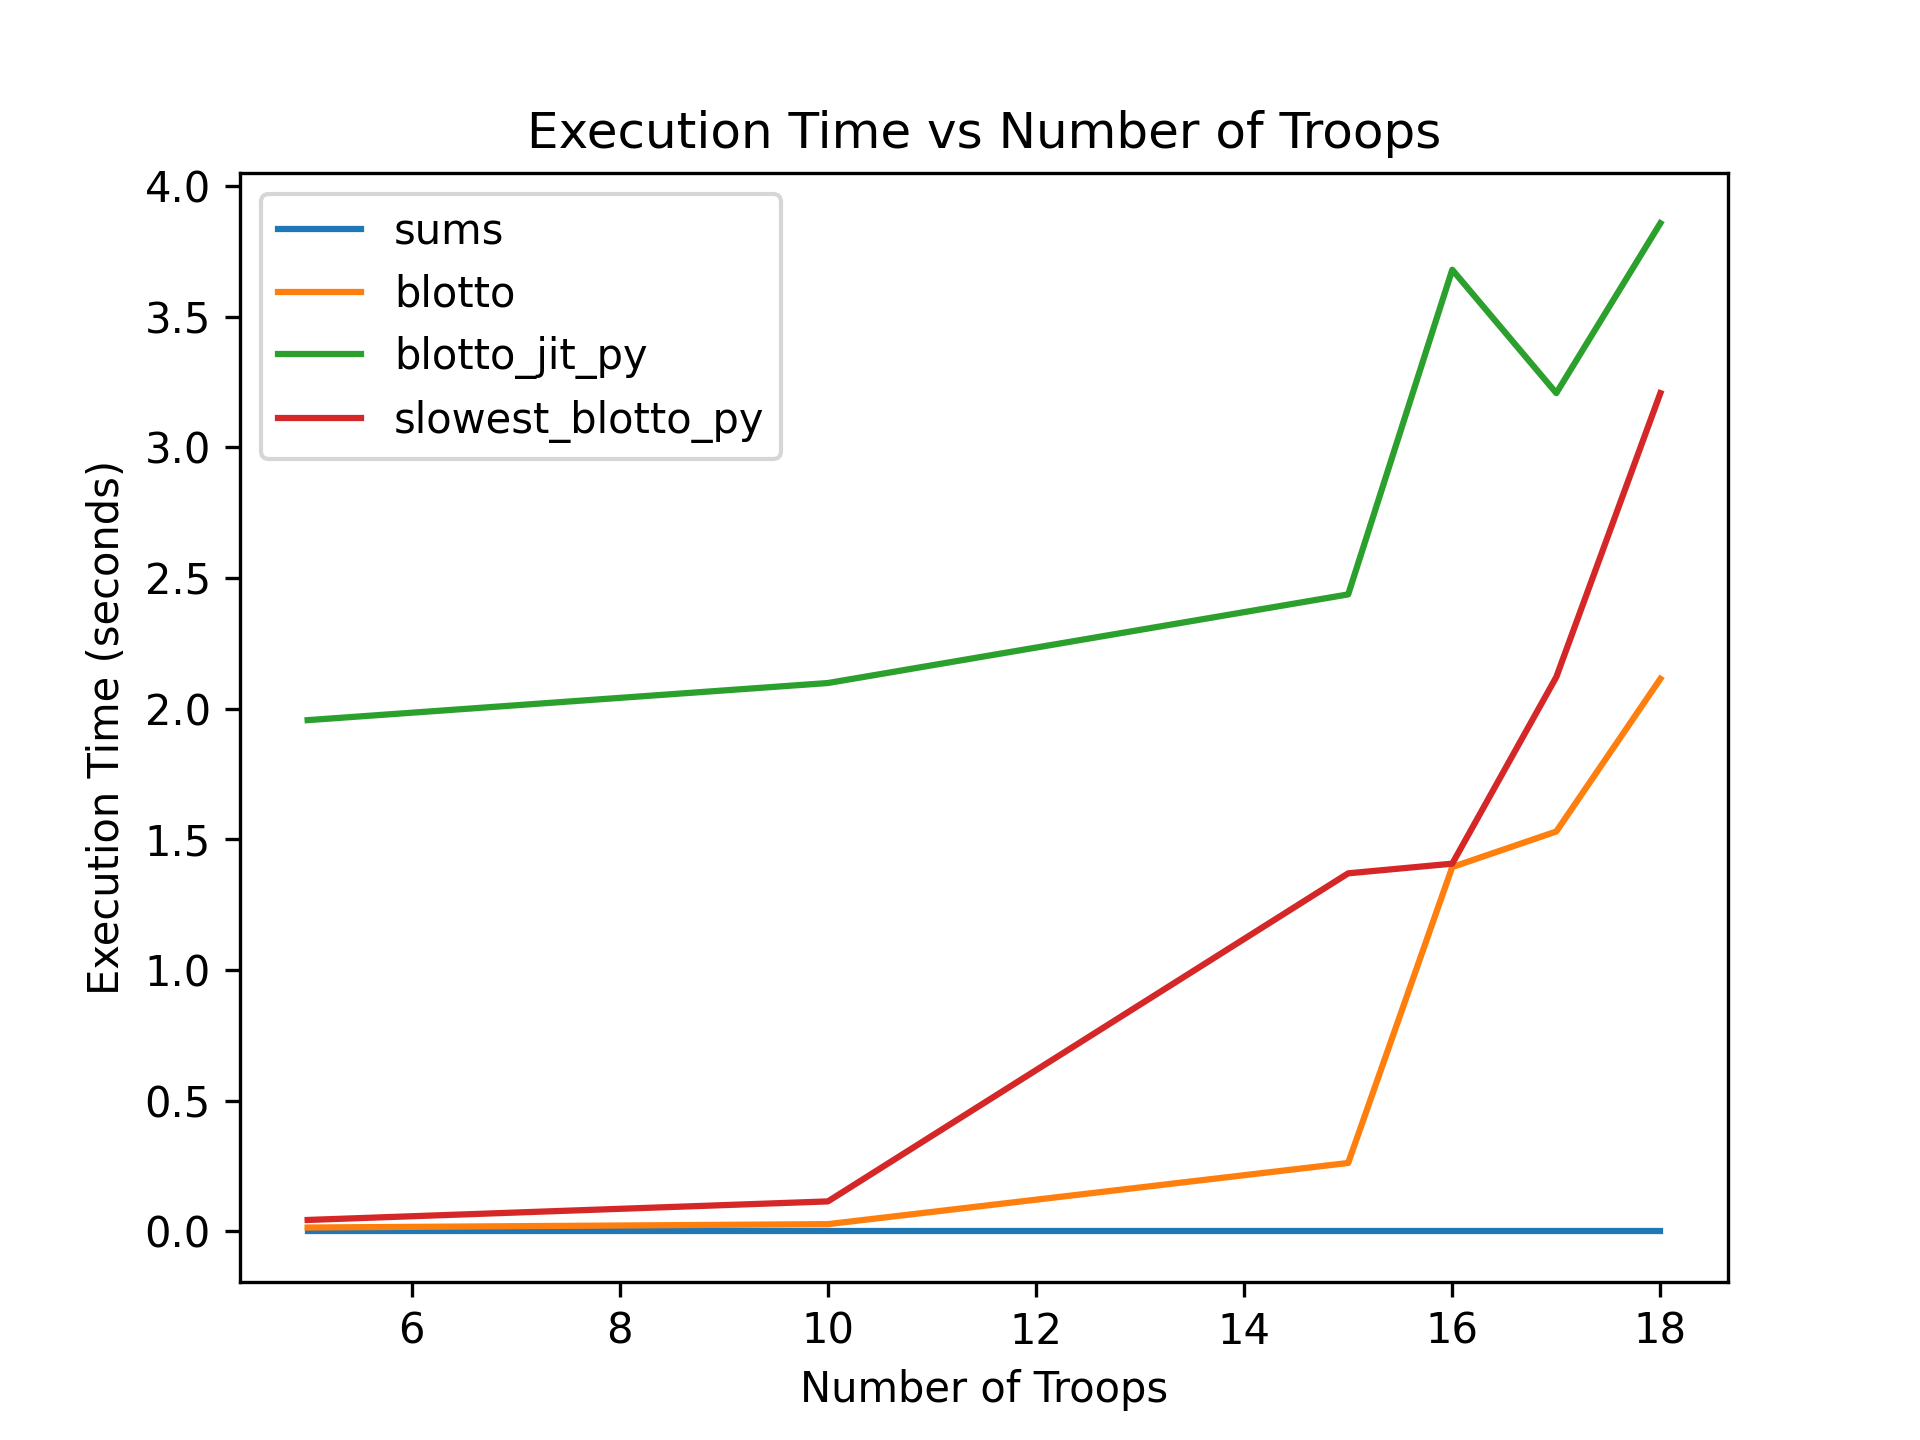 Execution Time vs Number of Troops
4.0
3.5
3.0
2.5
2.0
1.5
1.0
0.5
0.0
Execution Time (seconds)
sums
blotto
blotto_jit_py
slowest_blotto_py
6 8 10 12 14 16 18
Number of Troops